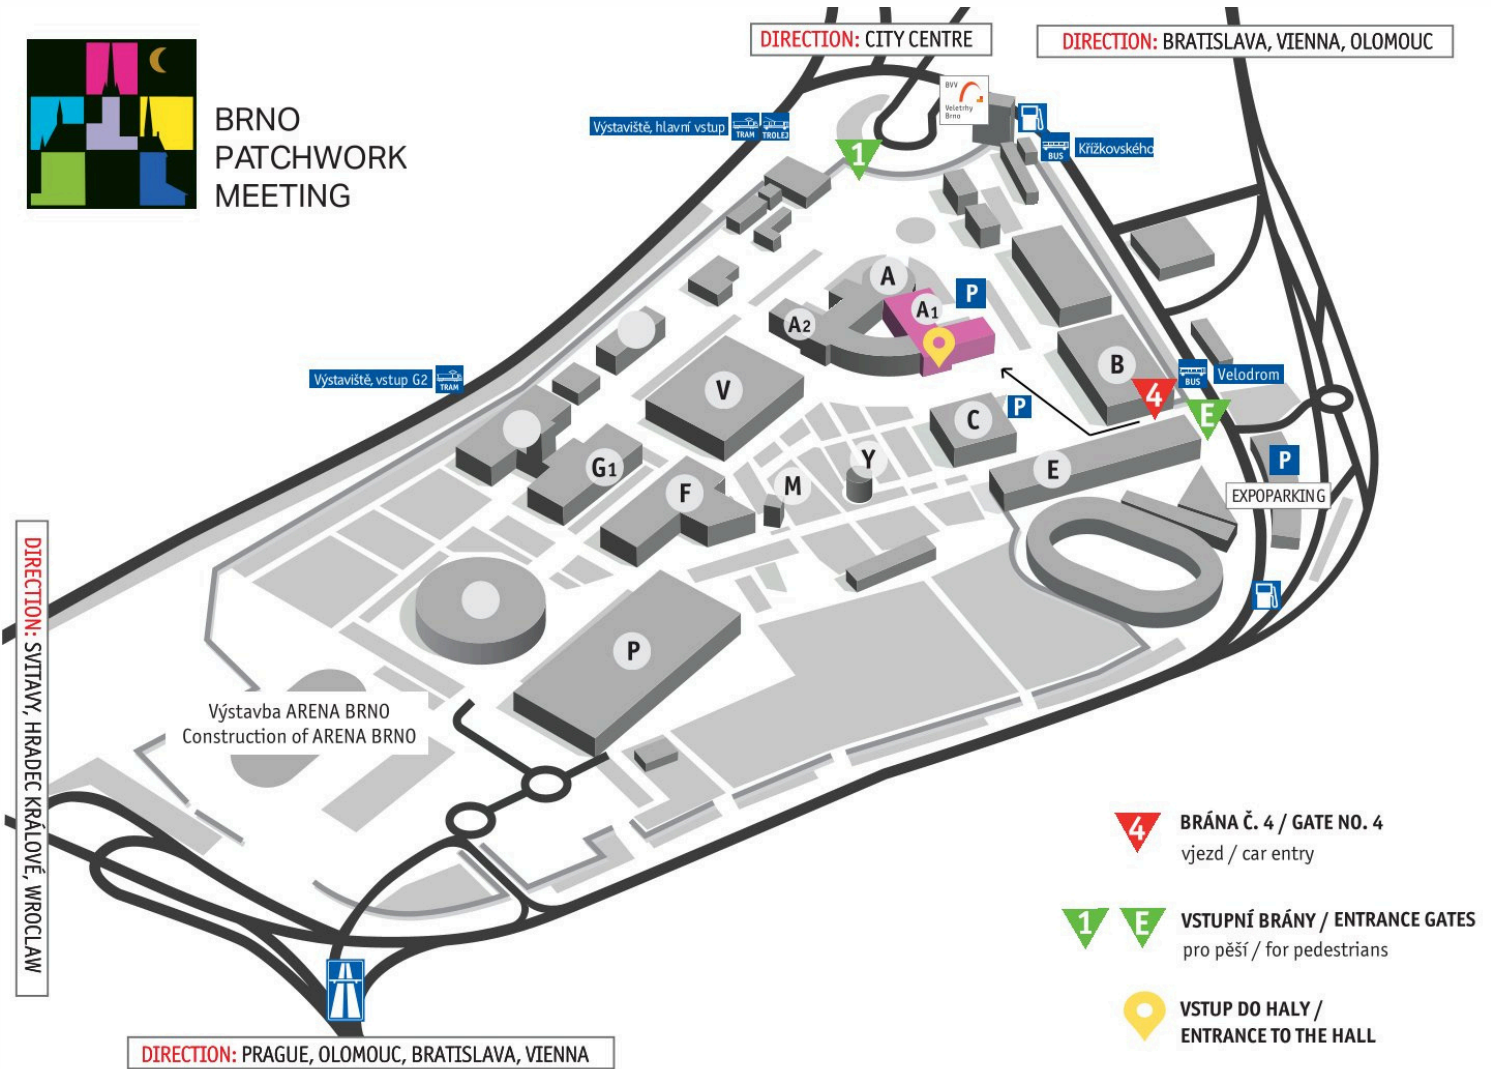 DIRECTION: CITY CENTRE
DIRECTION: BRATISLAVA, VIENNA, OLOMOUC
BRNO
PATCHWORK
MEETING
BVV
Veletrhy
Brno
Výstaviště, hlavní vstup
TRAM
TROLEJ
1
BUS
Křížkovského
A
A1
P
A2
Výstaviště, vstup G2
TRAM
V
B
4
BUS
Velodrom
E
C
P
G1
F
M
Y
E
P
EXPOPARKING
P
DIRECTION: SVITAVY, HRADEC KRÁLOVÉ, WROCLAW
Výstavba ARENA BRNO
Construction of ARENA BRNO
4
BRÁNA Č. 4 / GATE NO. 4
vjezd / car entry
1
E
VSTUPNÍ BRÁNY / ENTRANCE GATES
pro pěší / for pedestrians
VSTUP DO HALY /
ENTRANCE TO THE HALL
DIRECTION: PRAGUE, OLOMOUC, BRATISLAVA, VIENNA